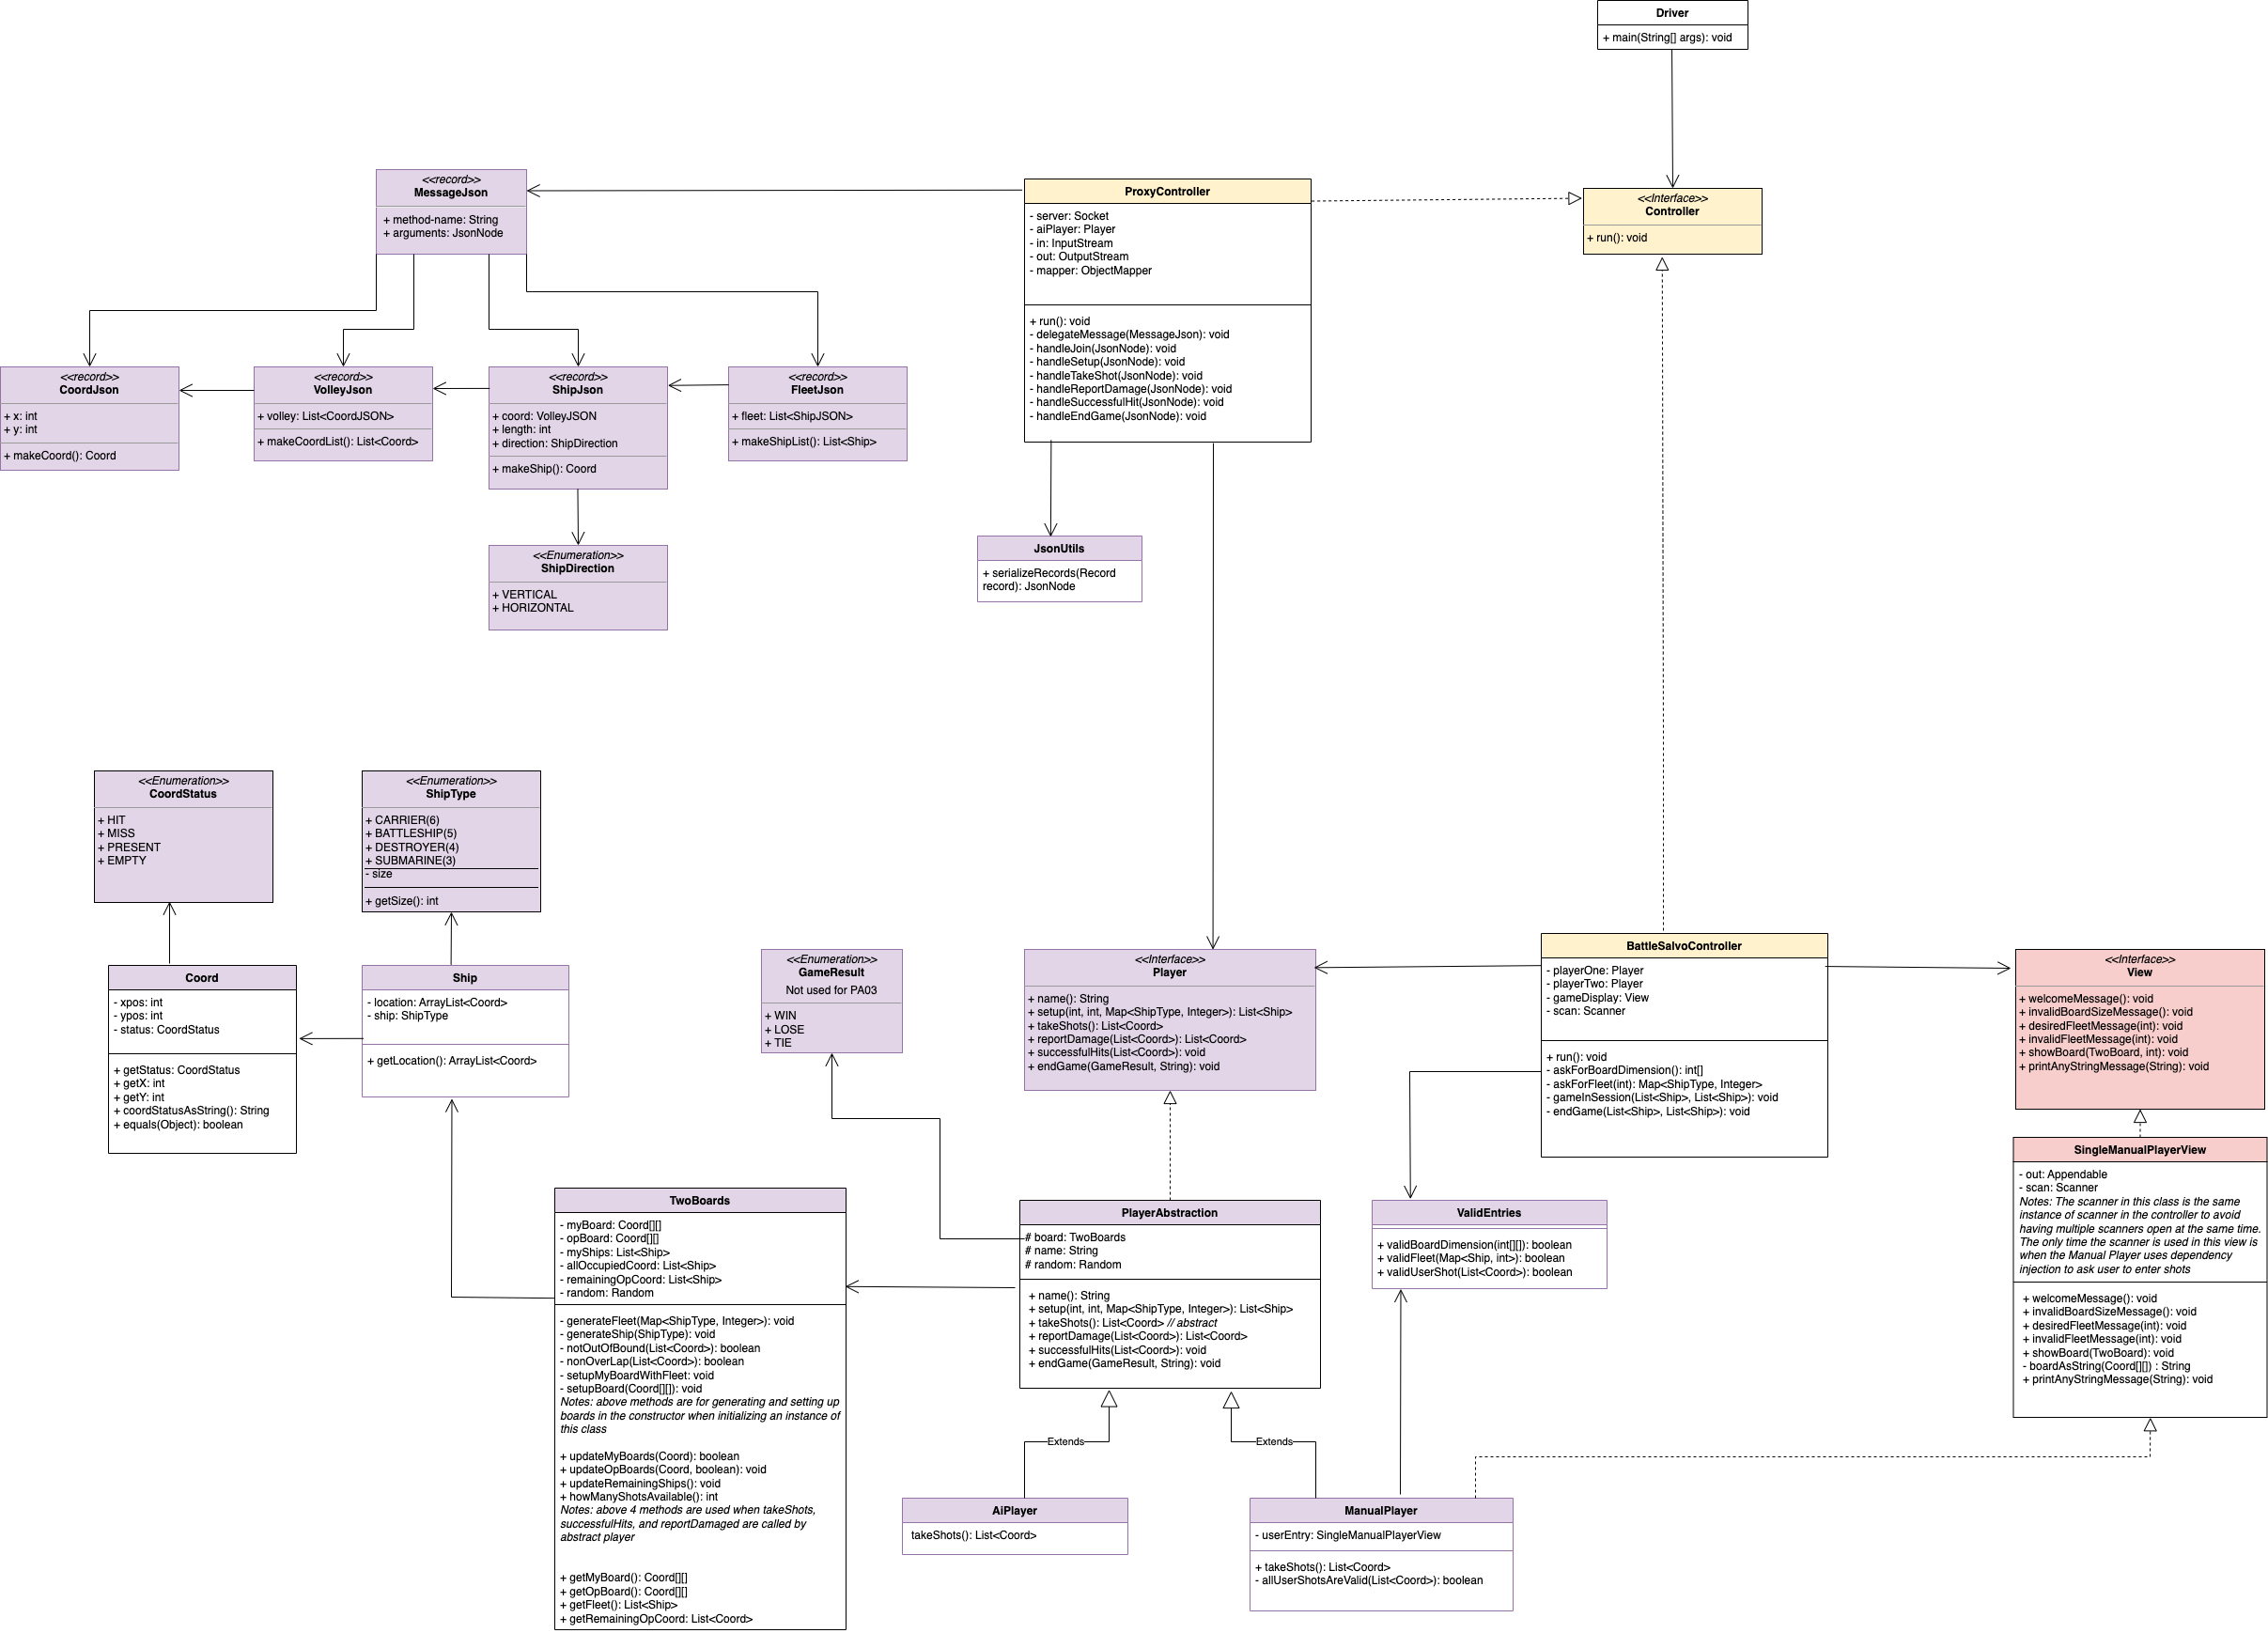 Driver
+ main(String[] args): void
<<record>>
MessageJson
+ method-name: String
+ arguments: JsonNode
ProxyController
- server: Socket
- aiPlayer: Player
- in: InputStream
- out: OutputStream
- mapper: ObjectMapper
+ run(): void
- delegateMessage(MessageJson): void
- handleJoin(JsonNode): void
- handleSetup(JsonNode): void
- handleTakeShot(JsonNode): void
- handleReportDamage(JsonNode): void
- handleSuccessfulHit(JsonNode): void
- handleEndGame(JsonNode): void
<<Interface>>
Controller
+ run(): void
<<record>>
CoordJson
+ x: int
+ y: int
+ makeCoord(): Coord
<<record>>
VolleyJson
+ volley: List<CoordJSON>
+ makeCoordList(): List<Coord>
<<record>>
ShipJson
+ coord: VolleyJSON
+ length: int
+ direction: ShipDirection
+ makeShip(): Coord
<<record>>
FleetJson
+ fleet: List<ShipJSON>
+ makeShipList(): List<Ship>
<<Enumeration>>
ShipDirection
+ VERTICAL
+ HORIZONTAL
JsonUtils
+ serializeRecords(Record
record): JsonNode
<<Enumeration>>
CoordStatus
+ HIT
+ MISS
+ PRESENT
+ EMPTY
<<Enumeration>>
ShipType
+ CARRIER(6)
+ BATTLESHIP(5)
+ DESTROYER(4)
+ SUBMARINE(3)
- size
+ getSize(): int
Coord
- xpos: int
- ypos: int
- status: CoordStatus
+ getStatus: CoordStatus
+ getX: int
+ getY: int
+ coordStatusAsString(): String
+ equals(Object): boolean
Ship
- location: ArrayList<Coord>
- ship: ShipType
+ getLocation(): ArrayList<Coord>
<<Enumeration>>
GameResult
Not used for PA03
+ WIN
+ LOSE
+ TIE
<<Interface>>
Player
+ name(): String
+ setup(int, int, Map<ShipType, Integer>): List<Ship>
+ takeShots(): List<Coord>
+ reportDamage(List<Coord>): List<Coord>
+ successfulHits(List<Coord>): void
+ endGame(GameResult, String): void
BattleSalvoController
- playerOne: Player
- playerTwo: Player
- gameDisplay: View
- scan: Scanner
+ run(): void
- askForBoardDimension(): int[]
- askForFleet(int): Map<ShipType, Integer>
- gameInSession(List<Ship>, List<Ship>): void
- endGame(List<Ship>, List<Ship>): void
<<Interface>>
View
+ welcomeMessage(): void
+ invalidBoardSizeMessage(): void
+ desiredFleetMessage(int): void
+ invalidFleetMessage(int): void
+ showBoard(TwoBoard, int): void
+ printAnyStringMessage(String): void
SingleManualPlayerView
- out: Appendable
- scan: Scanner
Notes: The scanner in this class is the same
instance of scanner in the controller to avoid
having multiple scanners open at the same time.
The only time the scanner is used in this view is
when the Manual Player uses dependency
injection to ask user to enter shots
+ welcomeMessage(): void
+ invalidBoardSizeMessage(): void
+ desiredFleetMessage(int): void
+ invalidFleetMessage(int): void
+ showBoard(TwoBoard): void
- boardAsString(Coord[][]) : String
+ printAnyStringMessage(String): void
TwoBoards
- myBoard: Coord[][]
- opBoard: Coord[][]
- myShips: List<Ship>
- allOccupiedCoord: List<Ship>
- remainingOpCoord: List<Ship>
- random: Random
- generateFleet(Map<ShipType, Integer>): void
- generateShip(ShipType): void
- notOutOfBound(List<Coord>): boolean
- nonOverLap(List<Coord>): boolean
- setupMyBoardWithFleet: void
- setupBoard(Coord[][]): void
Notes: above methods are for generating and setting up
boards in the constructor when initializing an instance of
this class
+ updateMyBoards(Coord): boolean
+ updateOpBoards(Coord, boolean): void
+ updateRemainingShips(): void
+ howManyShotsAvailable(): int
Notes: above 4 methods are used when takeShots,
successfulHits, and reportDamaged are called by
abstract player
+ getMyBoard(): Coord[][]
+ getOpBoard(): Coord[][]
+ getFleet(): List<Ship>
+ getRemainingOpCoord: List<Coord>
PlayerAbstraction
# board: TwoBoards
# name: String
# random: Random
+ name(): String
+ setup(int, int, Map<ShipType, Integer>): List<Ship>
+ takeShots(): List<Coord> // abstract
+ reportDamage(List<Coord>): List<Coord>
+ successfulHits(List<Coord>): void
+ endGame(GameResult, String): void
ValidEntries
+ validBoardDimension(int[][]): boolean
+ validFleet(Map<Ship, int>): boolean
+ validUserShot(List<Coord>): boolean
Extends
Extends
AiPlayer
takeShots(): List<Coord>
ManualPlayer
- userEntry: SingleManualPlayerView
+ takeShots(): List<Coord>
- allUserShotsAreValid(List<Coord>): boolean